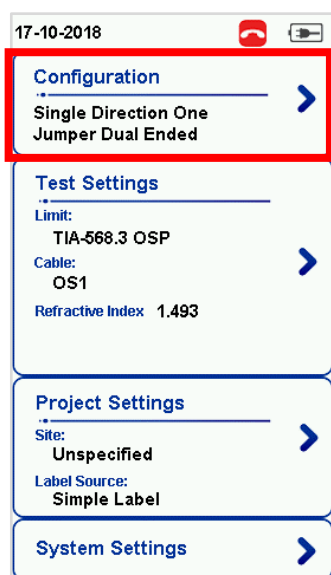 17-10-2018
Configuration
Single Direction One
Jumper Dual Ended
Test Settings
Limit:
TIA-568.3 OSP
Cable:
OS1
Refractive Index 1.493
Project Settings
Site:
Unspecified
Label Source:
Simple Label
System Settings